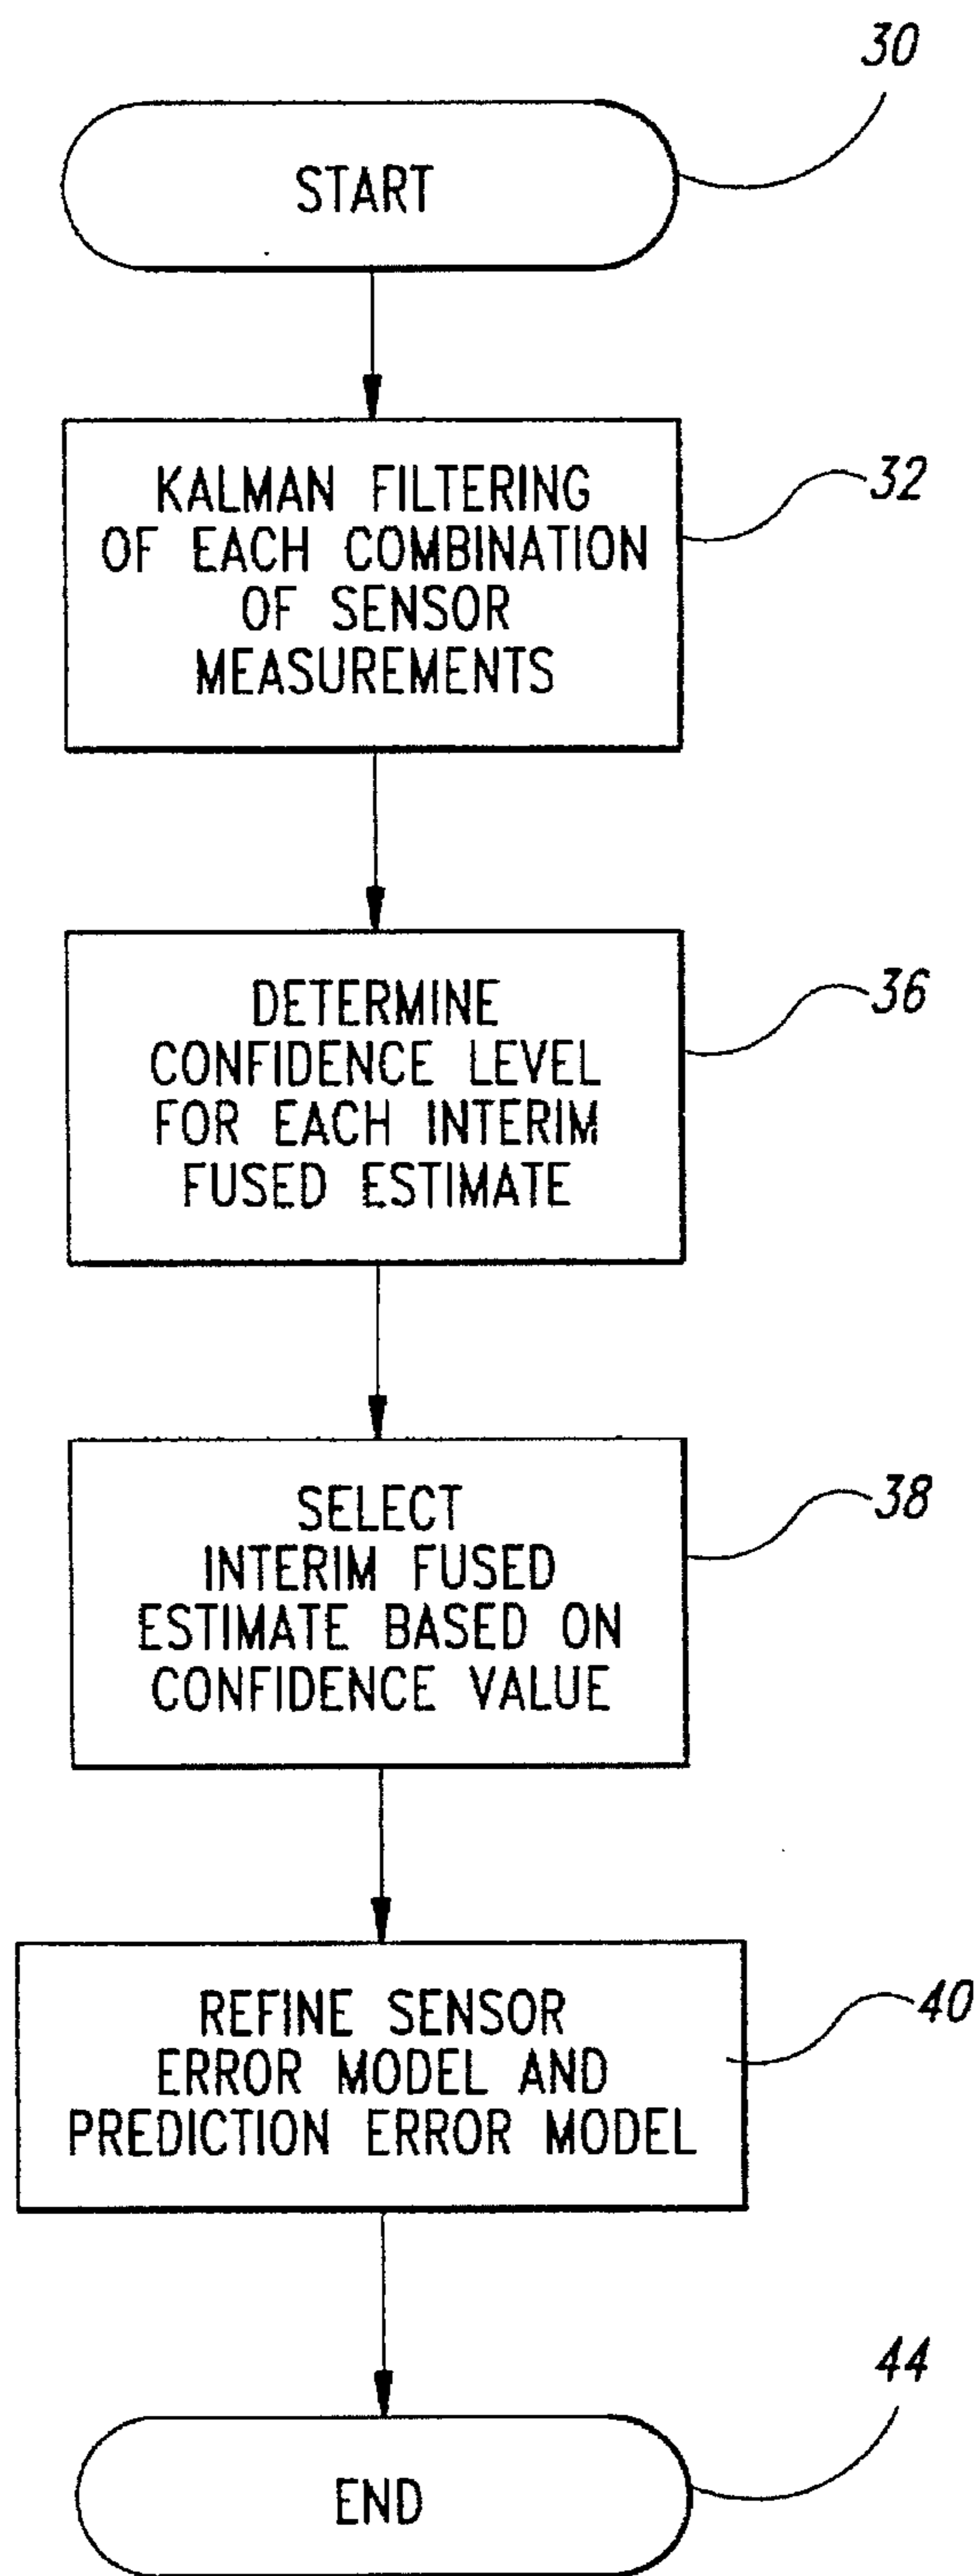 30
START
KALMAN FILTERING
OF EACH COMBINATION
OF SENSOR
MEASUREMENTS
32
DETERMINE
CONFIDENCE LEVEL
FOR EACH INTERIM
FUSED ESTIMATE
36
SELECT
INTERIM FUSED
ESTIMATE BASED ON
CONFIDENCE VALUE
38
REFINE SENSOR
ERROR MODEL AND
PREDICTION ERROR MODEL
40
44
END